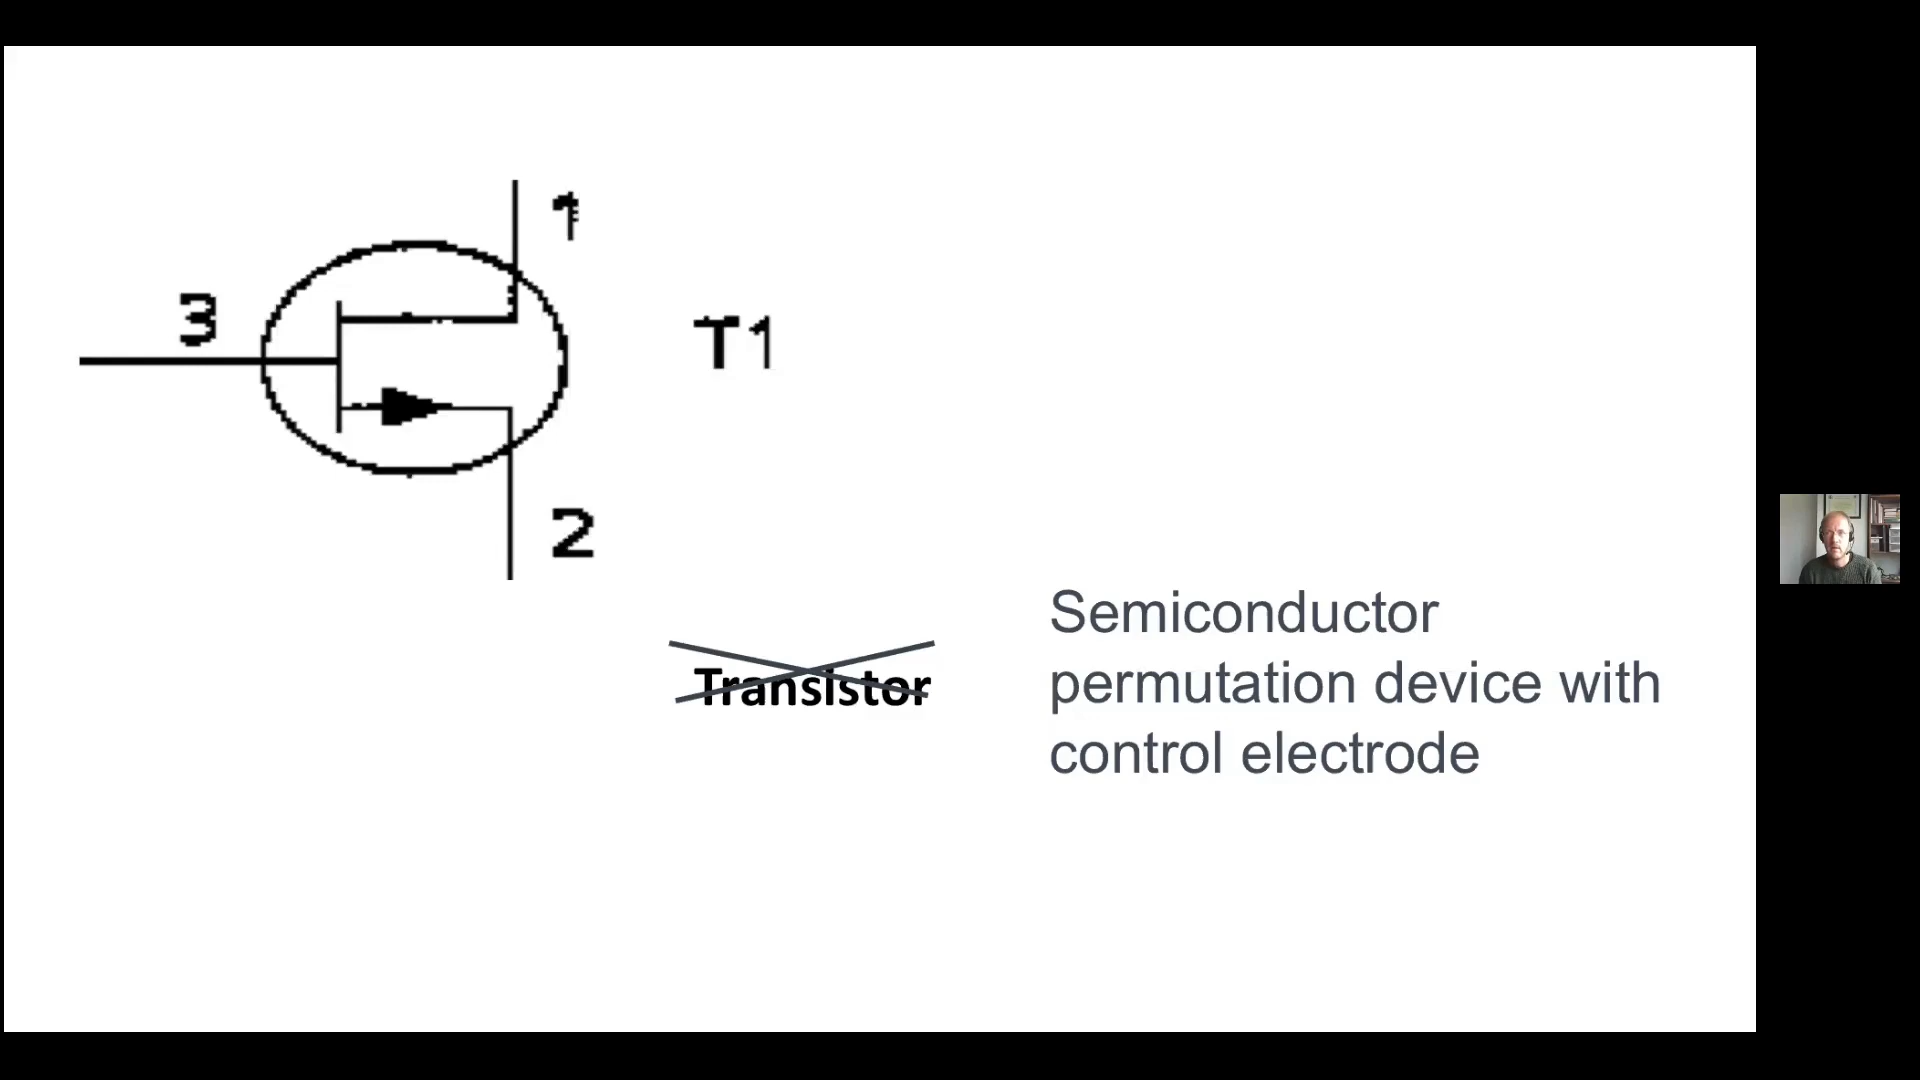 1
3
T1
2
Transistor
Semiconductor
permutation device with
control electrode